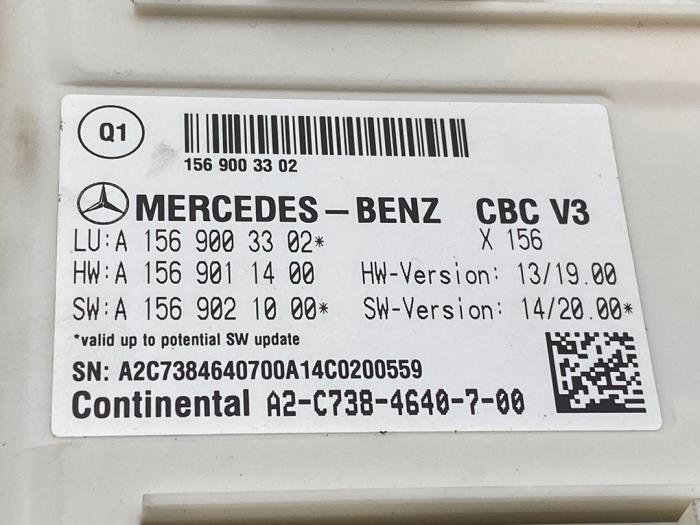 Q1
156 900 33 02
MERCEDES-BENZ CBC V3
LU:A 156 900 33 02* X 156
HW:A 156 901 14 00 HW-Version: 13/19.00
SW:A 156 902 10 00* SW-Version: 14/20.00*
*valid up to potential SW update
SN: A2C7384640700A14C0200559
Continental A2-C738-4640-7-00